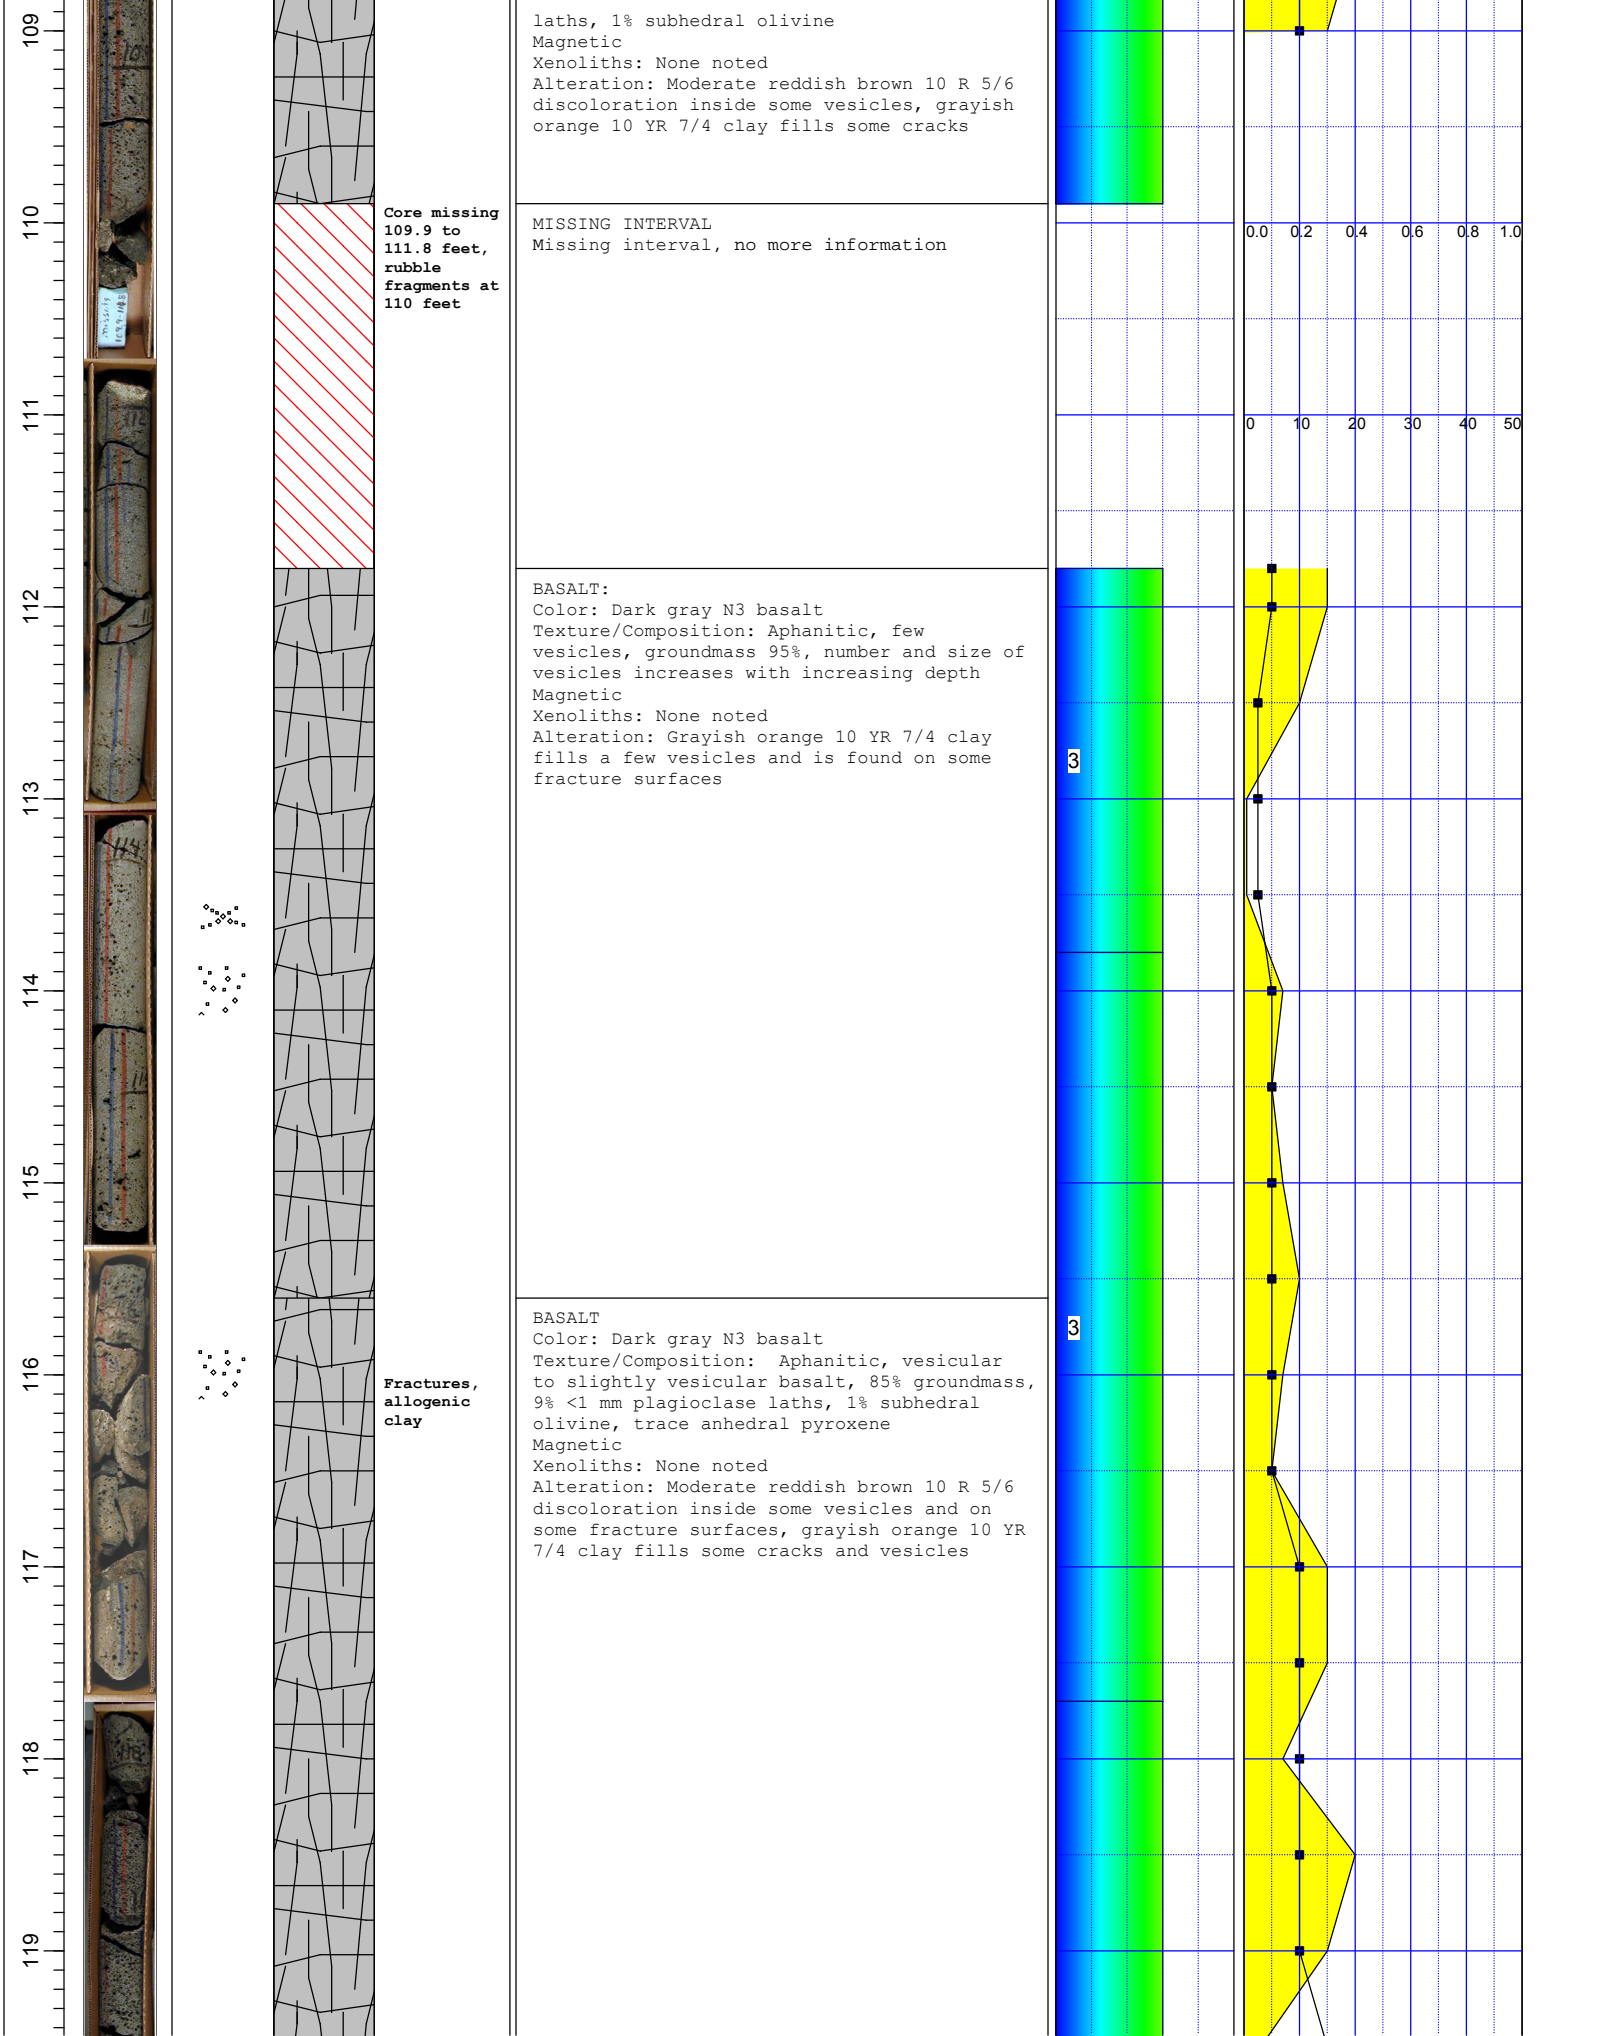 109
laths, 1% subhedral olivine
Magnetic
Xenoliths: None noted
Alteration: Moderate reddish brown 10 R 5/6
discoloration inside some vesicles, grayish
orange 10 YR 7/4 clay fills some cracks
110
Core missing
109.9 to
111.8 feet,
rubble
fragments at
110 feet
MISSING INTERVAL
Missing interval, no more information
0.0 0.2 0.4 0.6 0.8 1.0
missing
109.9-111.8
111
0 10 20 30 40 50
112
112
BASALT:
Color: Dark gray N3 basalt
Texture/Composition: Aphanitic, few
vesicles, groundmass 95%, number and size of
vesicles increases with increasing depth
Magnetic
Xenoliths: None noted
Alteration: Grayish orange 10 YR 7/4 clay
fills a few vesicles and is found on some
fracture surfaces
3
113
114
114
115
BASALT
Color: Dark gray N3 basalt
Texture/Composition:  Aphanitic, vesicular
to slightly vesicular basalt, 85% groundmass,
9% <1 mm plagioclase laths, 1% subhedral
olivine, trace anhedral pyroxene
Magnetic
Xenoliths: None noted
Alteration: Moderate reddish brown 10 R 5/6
discoloration inside some vesicles and on
some fracture surfaces, grayish orange 10 YR
7/4 clay fills some cracks and vesicles
3
116
Fractures,
allogenic
clay
117
118
118
119